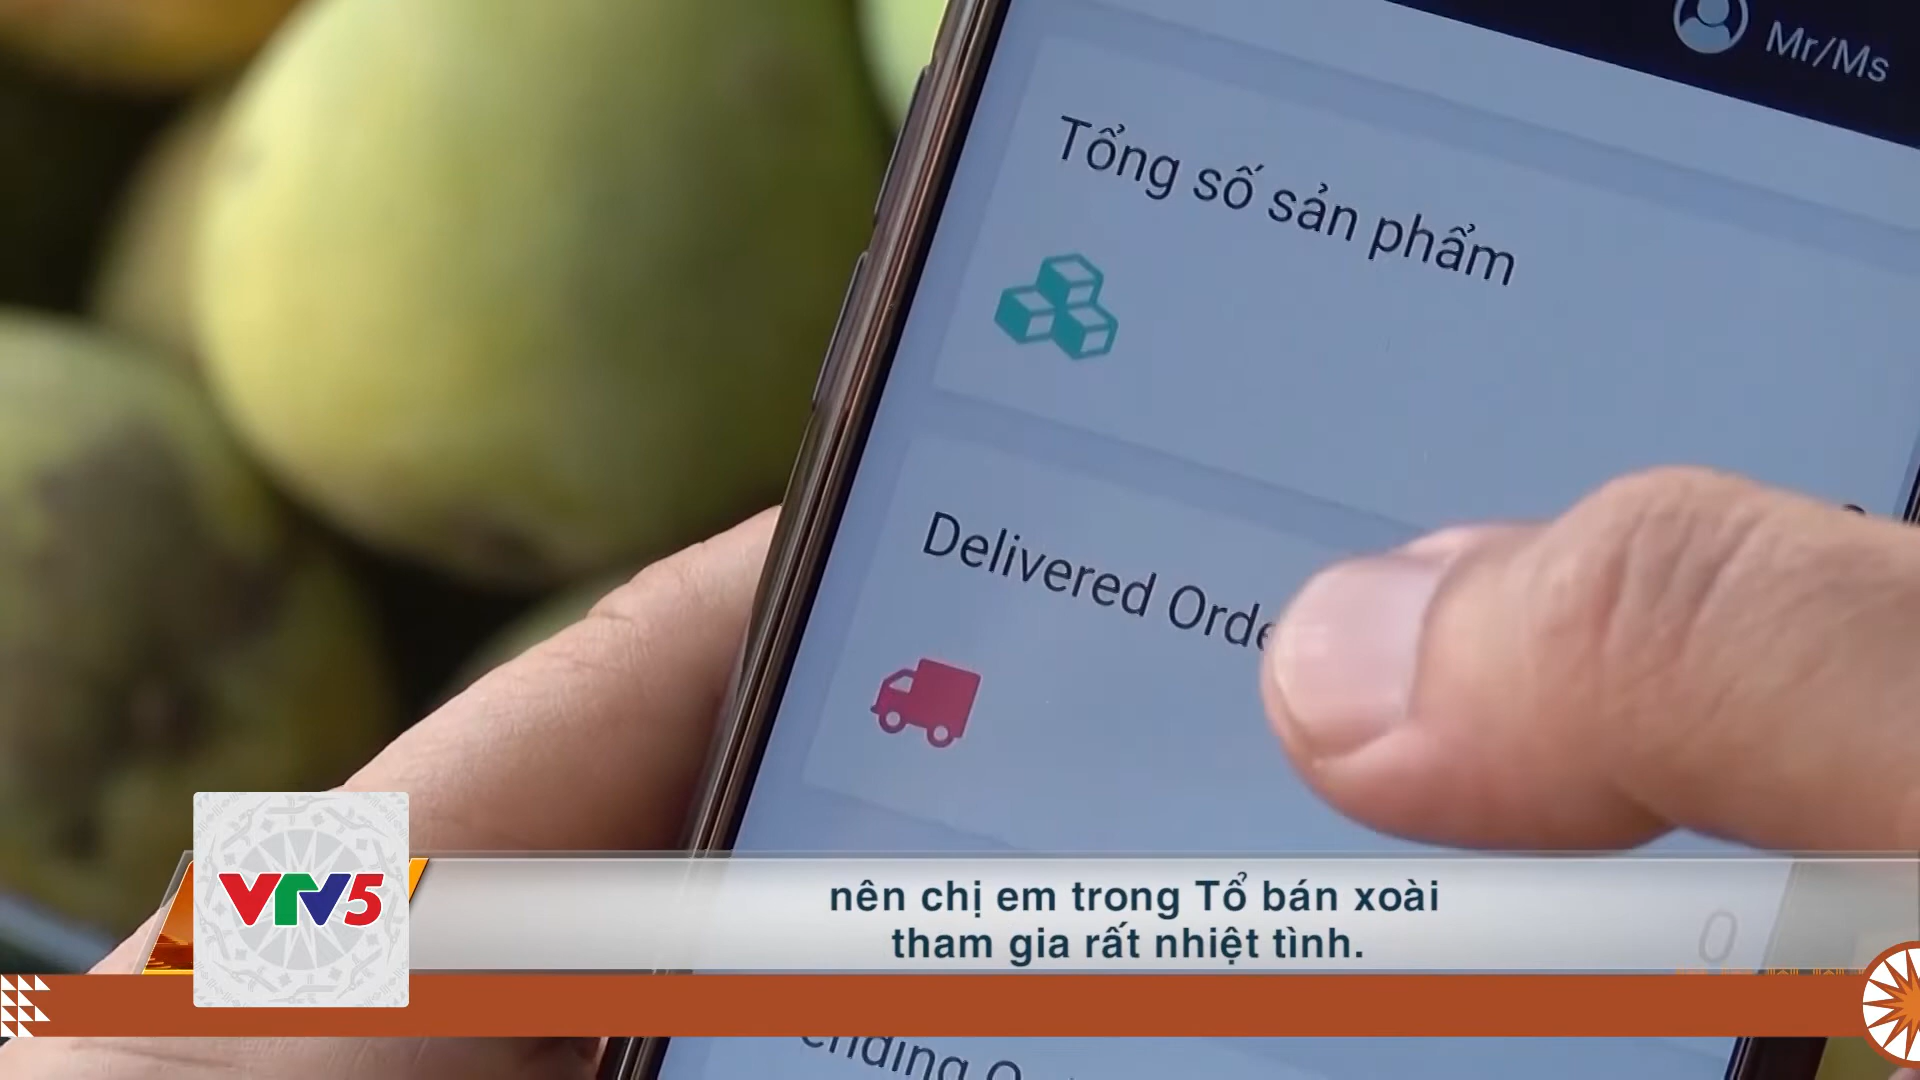 Mr/Ms
Tổng số sản phẩm
Delivered
VTV5
nên chị em trong Tổ bán xoài
tham gia rất nhiệt tình.
0